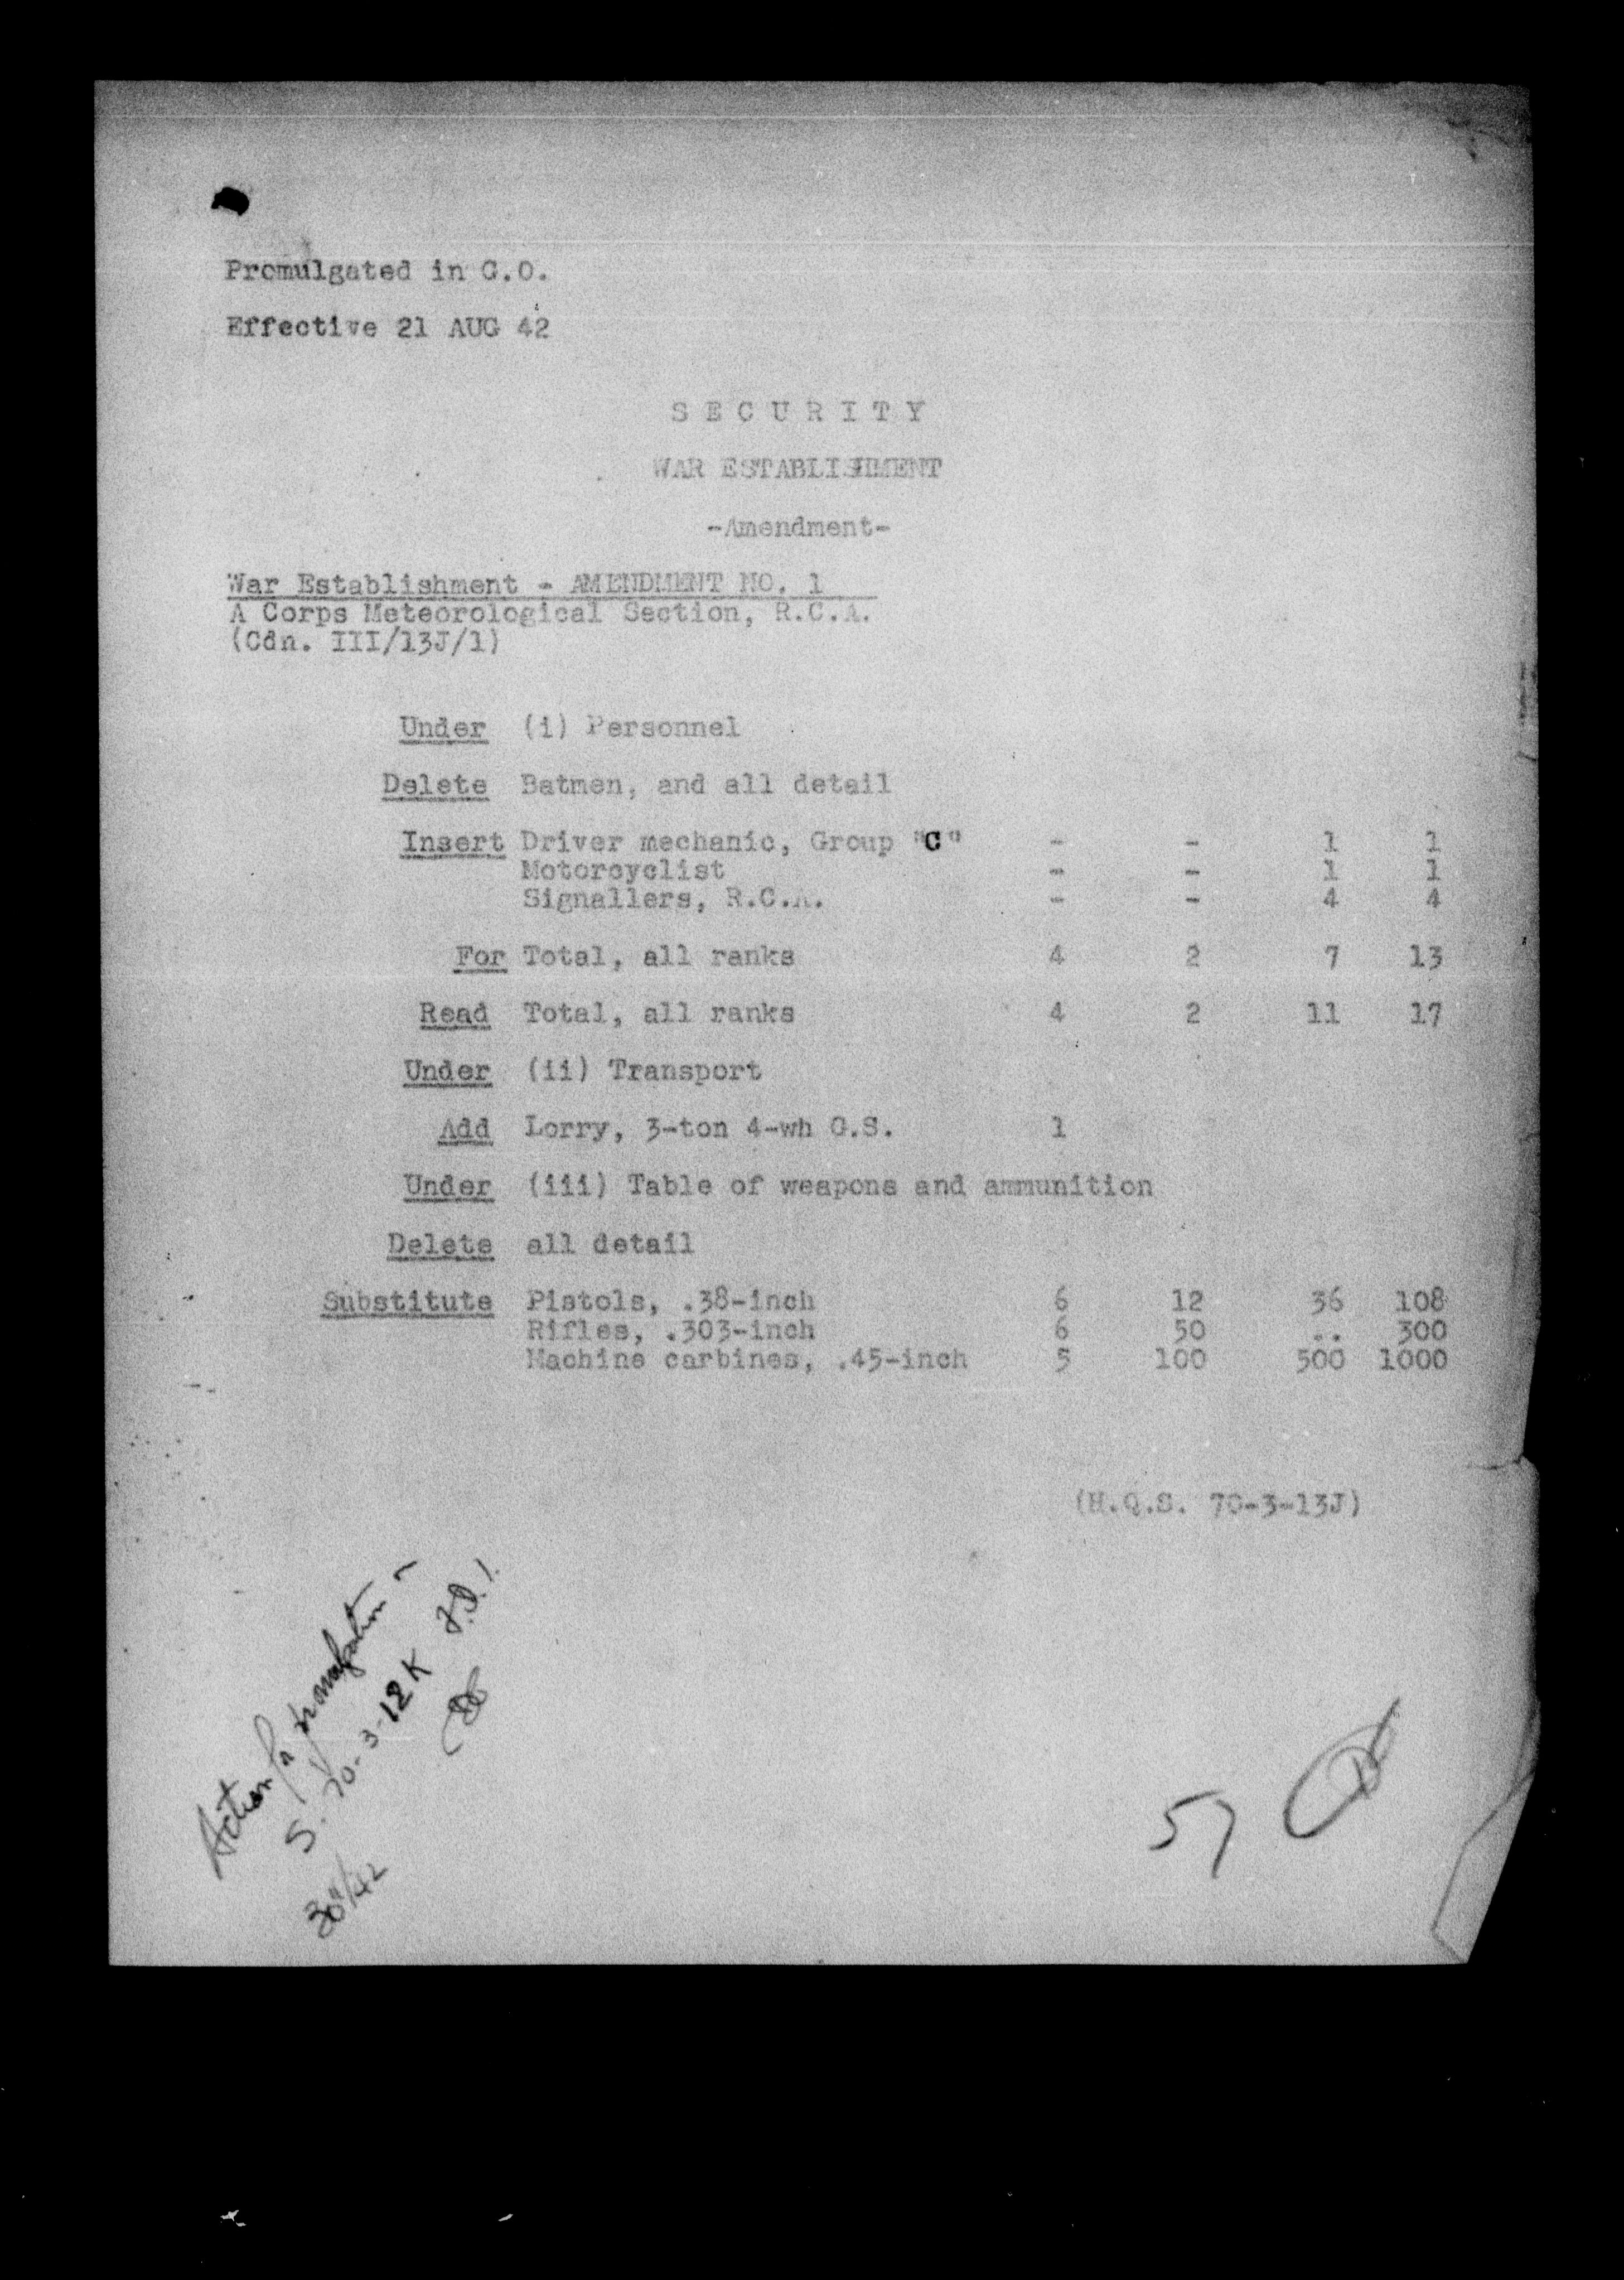 Promulgated in G.O.
Effective 21 AUG 42
S E C U R I T Y
WAR ESTABLISHMENT
-Amendment-
War Establishment - AMENDMENT NO. 1
A Corps Meteorological Section, R.C.A.
(Cdn. III/13J/1)
Under (i) Personnel
Delete Batmen, and all detail
Insert Driver mechanic, Group "C" - - 1 1
Motorcyclist - - 1 1
Signallers, R.C.A. - - 4 4
For Total, all ranks 4 2 7 13
Read Total, all ranks 4 2 11 17
Under (ii) Transport
Add Lorry, 3-ton 4-wh G.S. 1
Under (iii) Table of weapons and ammunition
Delete all detail
Substitute Pistols, .38-inch 6 12 36 108
Rifles, .303-inch 6 50 .. 300
Machine carbines, .45-inch 5 100 500 1000
(H.Q.S. 70-3-13J)
Action for promulgation -
S. 70-3-12K
57